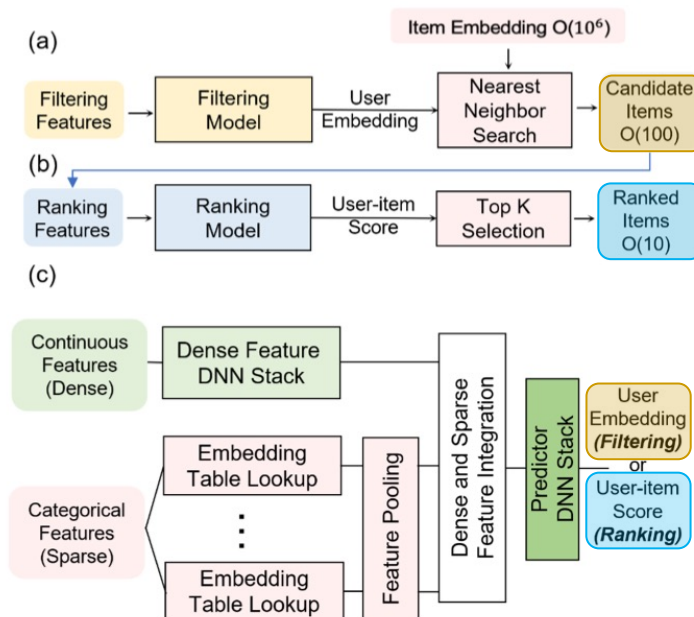 (a)
Item Embedding O(10⁶)
Filtering
Features
Filtering
Model
User
Embedding
Nearest
Neighbor
Search
Candidate
Items
O(100)
(b)
Ranking
Features
Ranking
Model
User-item
Score
Top K
Selection
Ranked
Items
O(10)
(c)
Continuous
Features
(Dense)
Dense Feature
DNN Stack
Categorical
Features
(Sparse)
Embedding
Table Lookup
Embedding
Table Lookup
Feature Pooling
Dense and Sparse
Feature Integration
Predictor
DNN Stack
User
Embedding
(Filtering)
or
User-item
Score
(Ranking)